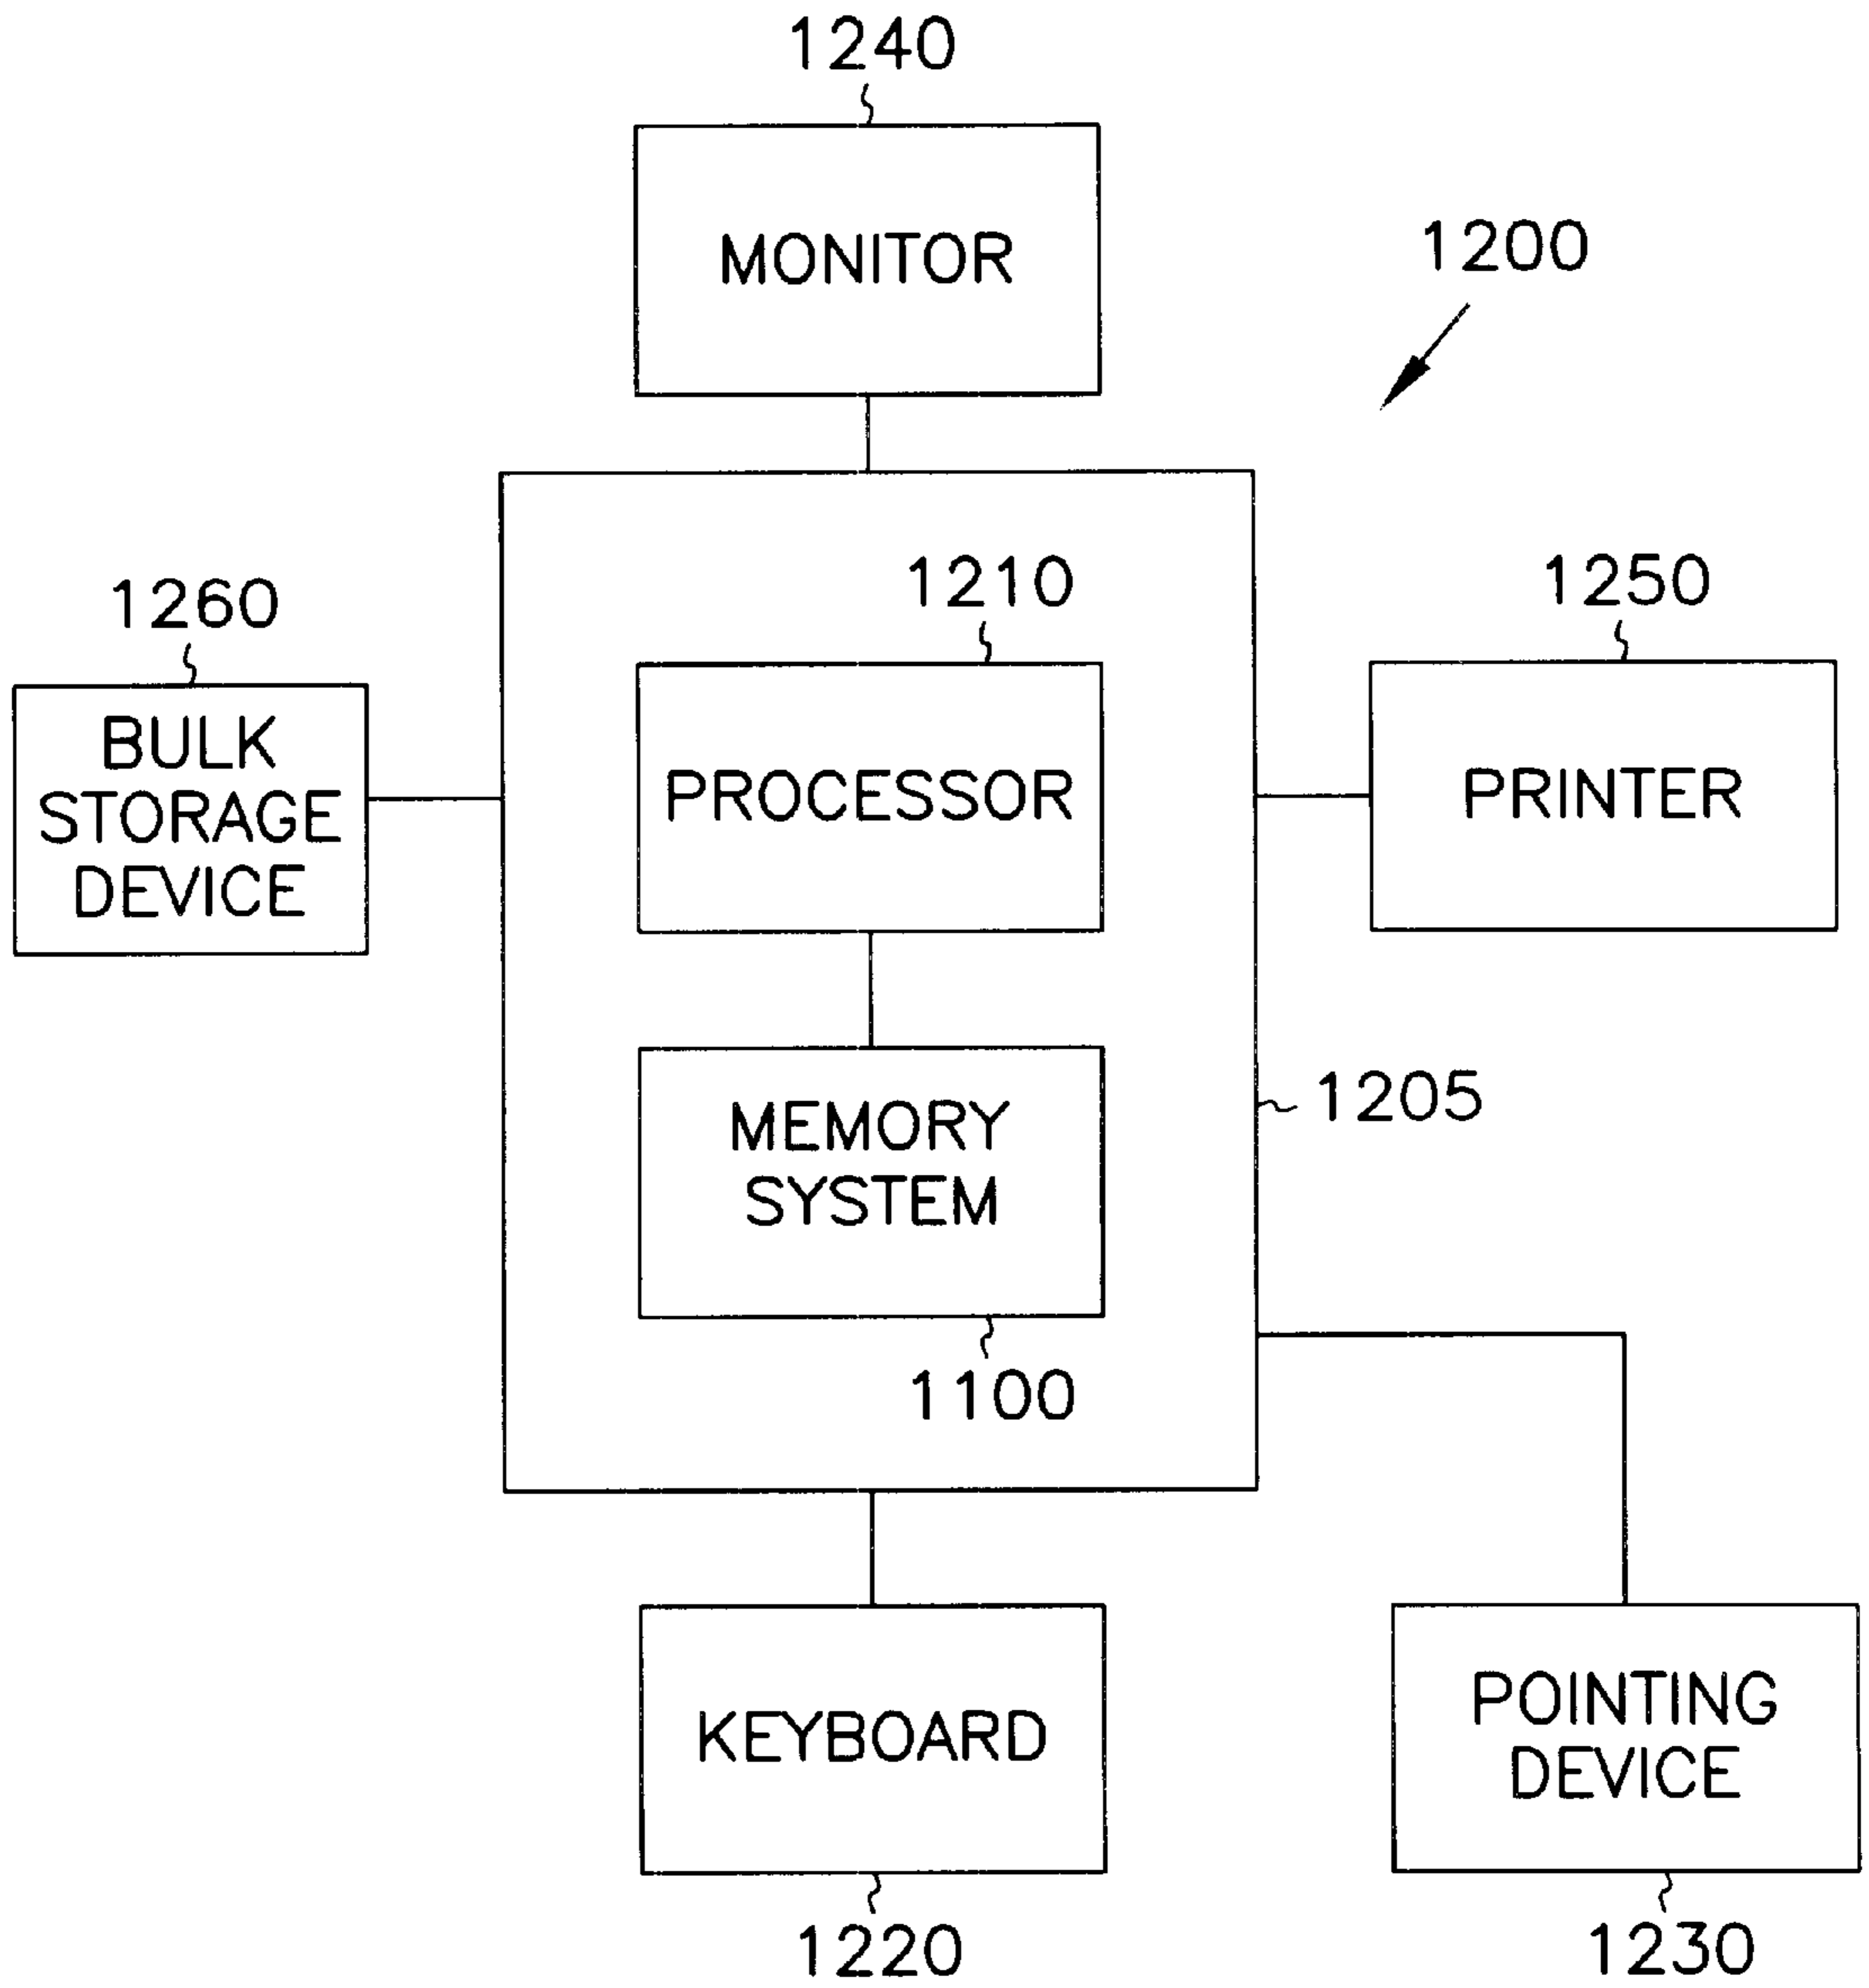 1240
MONITOR
1200
1260
BULK
STORAGE
DEVICE
1210
PROCESSOR
1250
PRINTER
MEMORY
SYSTEM
1205
1100
KEYBOARD
1220
POINTING
DEVICE
1230